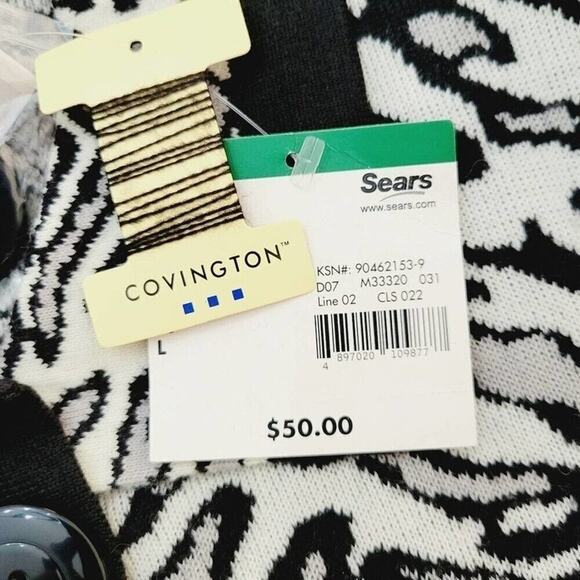 COVINGTON™
Sears
www.sears.com
KSN#: 90462153-9
D07 M33320 031
Line 02 CLS 022
4 897020 109877
L
$50.00